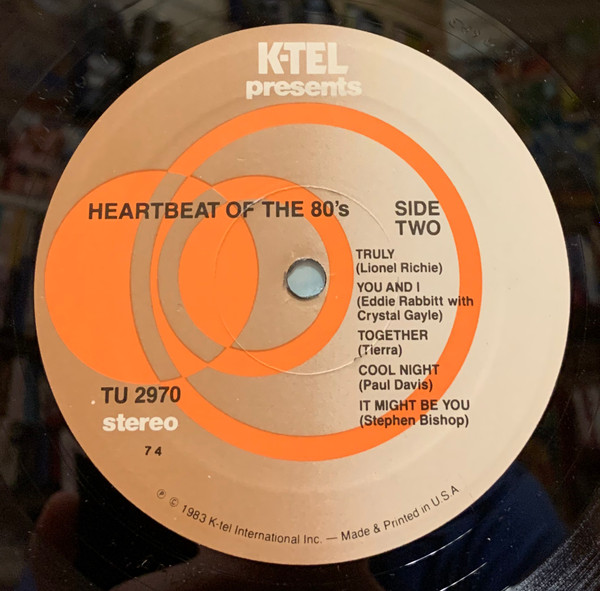 K-TEL
presents
HEARTBEAT OF THE 80's
SIDE
TWO
TRULY
(Lionel Richie)
YOU AND I
(Eddie Rabbitt with
Crystal Gayle)
TOGETHER
(Tierra)
COOL NIGHT
(Paul Davis)
IT MIGHT BE YOU
(Stephen Bishop)
TU 2970
stereo
74
℗ © 1983 K-tel International Inc. — Made & Printed in U.S.A